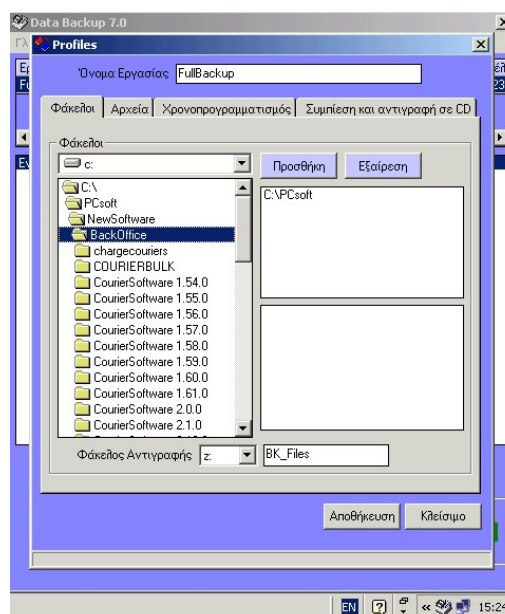 Data Backup 7.0
Profiles
Όνομα Εργασίας FullBackup
Φάκελοι Αρχεία Χρονοπρογραμματισμός Συμπίεση και αντιγραφή σε CD
Φάκελοι
c: Προσθήκη Εξαίρεση
C:\ C:\PCsoft
PCsoft
NewSoftware
BackOffice
chargecouriers
COURIERBULK
CourierSoftware 1.54.0
CourierSoftware 1.55.0
CourierSoftware 1.56.0
CourierSoftware 1.57.0
CourierSoftware 1.58.0
CourierSoftware 1.59.0
CourierSoftware 1.60.0
CourierSoftware 1.61.0
CourierSoftware 2.0.0
CourierSoftware 2.1.0
Φάκελος Αντιγραφής z: BK_Files
Αποθήκευση Κλείσιμο
EN ? « 15:24